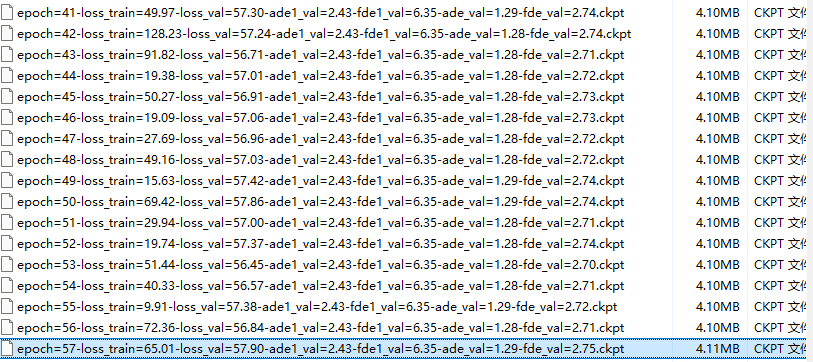 epoch=41-loss_train=49.97-loss_val=57.30-ade1_val=2.43-fde1_val=6.35-ade_val=1.29-fde_val=2.74.ckpt 4.10MB CKPT 文件
epoch=42-loss_train=128.23-loss_val=57.24-ade1_val=2.43-fde1_val=6.35-ade_val=1.28-fde_val=2.74.ckpt 4.10MB CKPT 文件
epoch=43-loss_train=91.82-loss_val=56.71-ade1_val=2.43-fde1_val=6.35-ade_val=1.28-fde_val=2.71.ckpt 4.10MB CKPT 文件
epoch=44-loss_train=19.38-loss_val=57.01-ade1_val=2.43-fde1_val=6.35-ade_val=1.28-fde_val=2.72.ckpt 4.10MB CKPT 文件
epoch=45-loss_train=50.27-loss_val=56.91-ade1_val=2.43-fde1_val=6.35-ade_val=1.28-fde_val=2.73.ckpt 4.10MB CKPT 文件
epoch=46-loss_train=19.09-loss_val=57.06-ade1_val=2.43-fde1_val=6.35-ade_val=1.28-fde_val=2.73.ckpt 4.10MB CKPT 文件
epoch=47-loss_train=27.69-loss_val=56.96-ade1_val=2.43-fde1_val=6.35-ade_val=1.28-fde_val=2.72.ckpt 4.10MB CKPT 文件
epoch=48-loss_train=49.16-loss_val=57.03-ade1_val=2.43-fde1_val=6.35-ade_val=1.28-fde_val=2.72.ckpt 4.10MB CKPT 文件
epoch=49-loss_train=15.63-loss_val=57.42-ade1_val=2.43-fde1_val=6.35-ade_val=1.29-fde_val=2.74.ckpt 4.10MB CKPT 文件
epoch=50-loss_train=69.42-loss_val=57.86-ade1_val=2.43-fde1_val=6.35-ade_val=1.29-fde_val=2.74.ckpt 4.10MB CKPT 文件
epoch=51-loss_train=29.94-loss_val=57.00-ade1_val=2.43-fde1_val=6.35-ade_val=1.28-fde_val=2.71.ckpt 4.10MB CKPT 文件
epoch=52-loss_train=19.74-loss_val=57.37-ade1_val=2.43-fde1_val=6.35-ade_val=1.28-fde_val=2.74.ckpt 4.10MB CKPT 文件
epoch=53-loss_train=51.44-loss_val=56.45-ade1_val=2.43-fde1_val=6.35-ade_val=1.28-fde_val=2.70.ckpt 4.10MB CKPT 文件
epoch=54-loss_train=40.33-loss_val=56.57-ade1_val=2.43-fde1_val=6.35-ade_val=1.28-fde_val=2.71.ckpt 4.10MB CKPT 文件
epoch=55-loss_train=9.91-loss_val=57.38-ade1_val=2.43-fde1_val=6.35-ade_val=1.29-fde_val=2.72.ckpt 4.10MB CKPT 文件
epoch=56-loss_train=72.36-loss_val=56.84-ade1_val=2.43-fde1_val=6.35-ade_val=1.28-fde_val=2.71.ckpt 4.10MB CKPT 文件
epoch=57-loss_train=65.01-loss_val=57.90-ade1_val=2.43-fde1_val=6.35-ade_val=1.29-fde_val=2.75.ckpt 4.11MB CKPT 文件